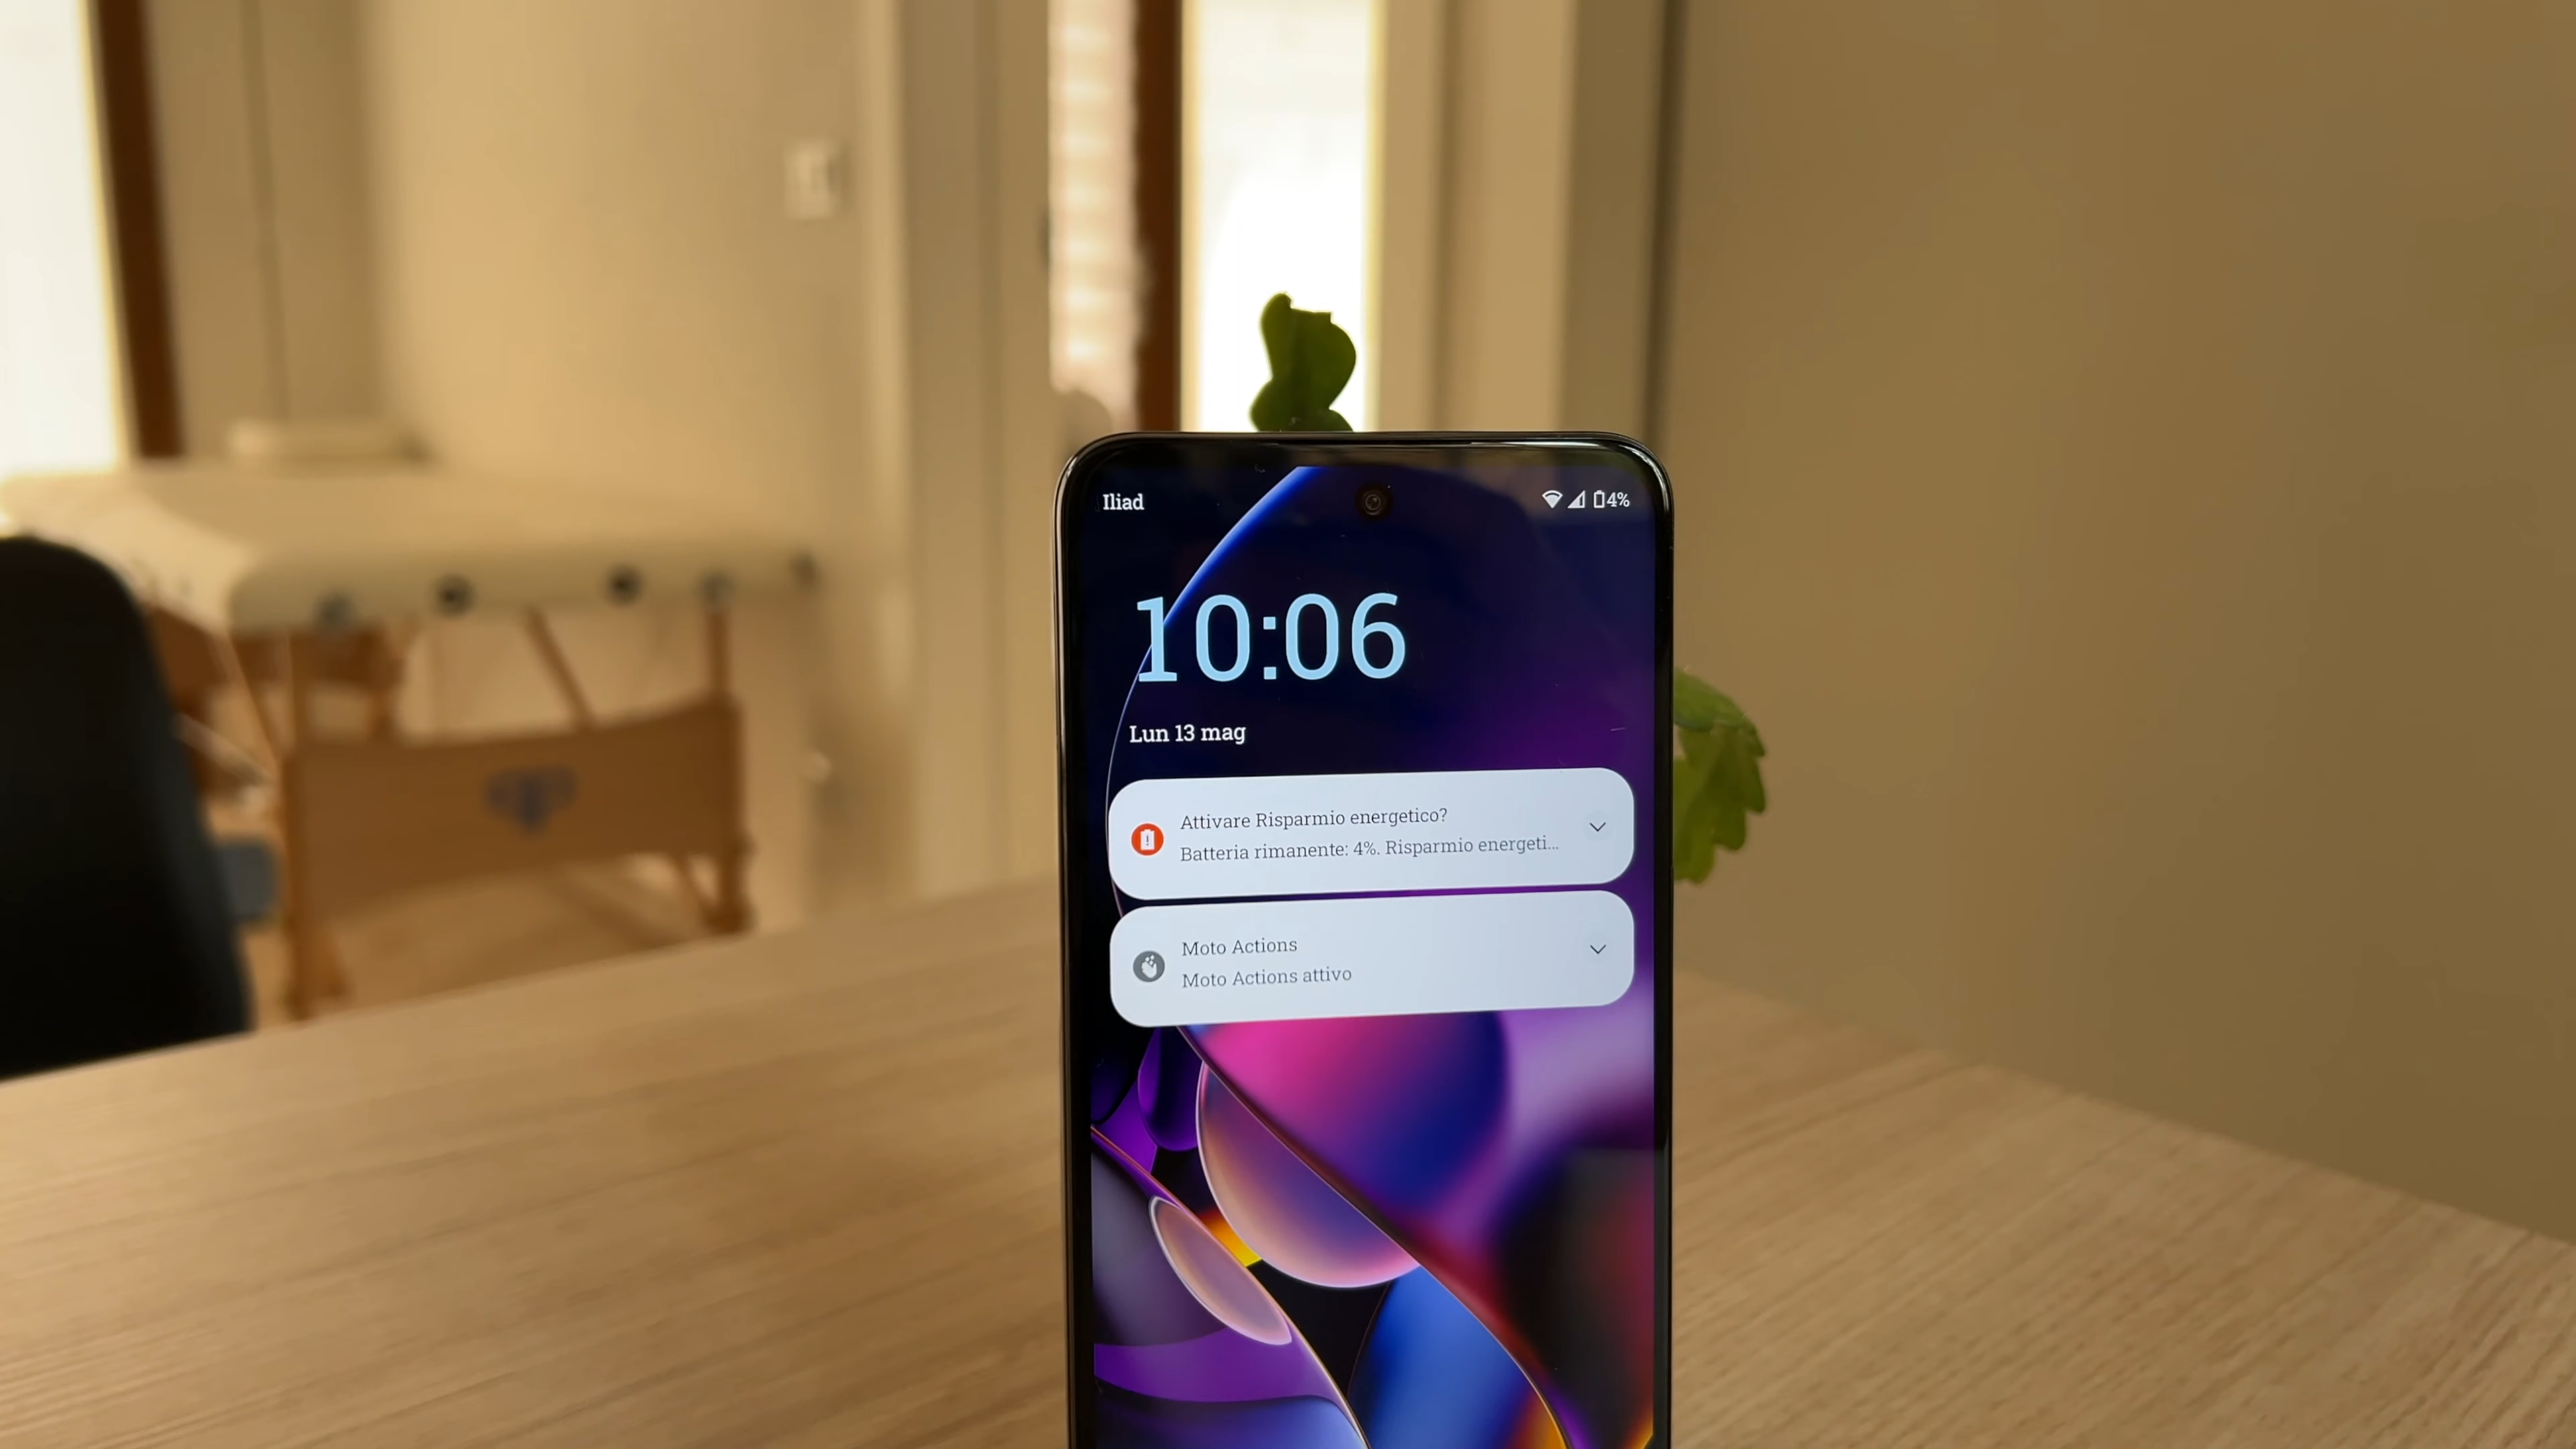 Iliad
4%
10:06
Lun 13 mag
Attivare Risparmio energetico?
Batteria rimanente: 4%. Risparmio energeti...
Moto Actions
Moto Actions attivo